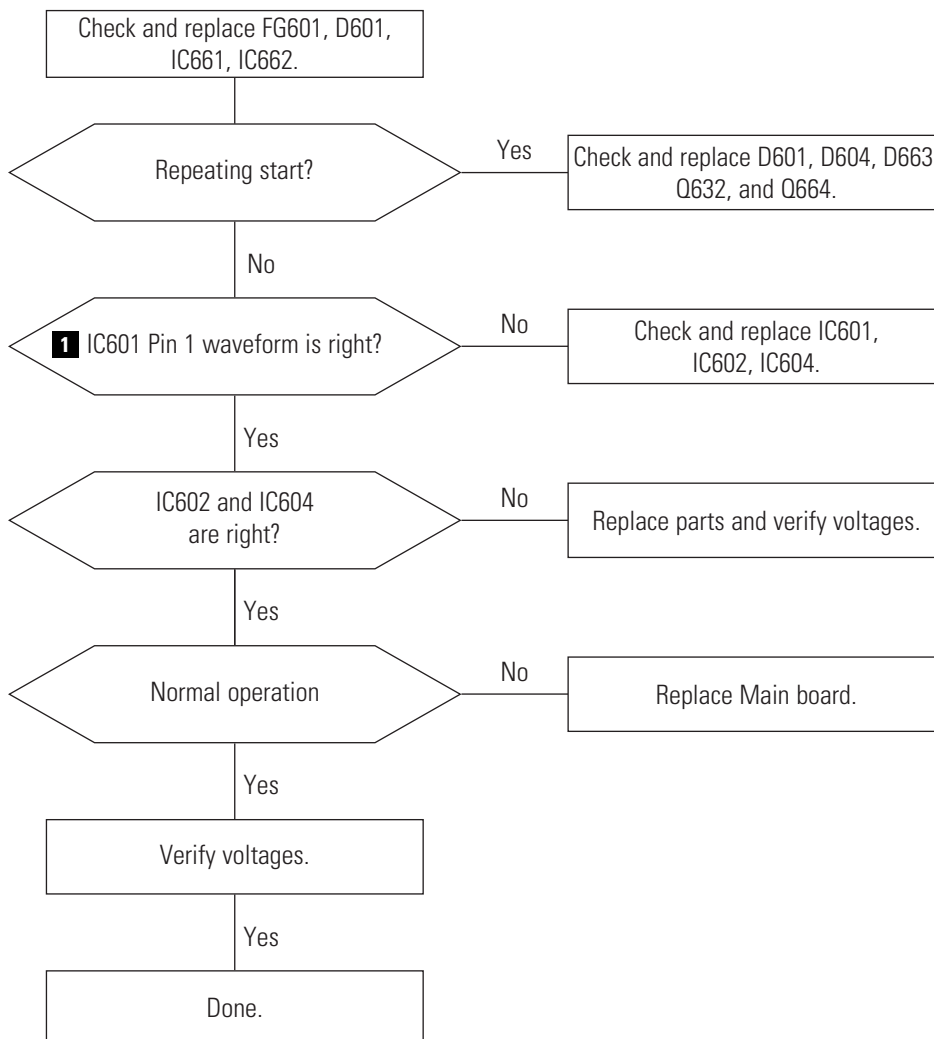 Check and replace FG601, D601,
IC661, IC662.
Repeating start?
Yes
Check and replace D601, D604, D663
Q632, and Q664.
No
1 IC601 Pin 1 waveform is right?
No
Check and replace IC601,
IC602, IC604.
Yes
IC602 and IC604
are right?
No
Replace parts and verify voltages.
Yes
Normal operation
No
Replace Main board.
Yes
Verify voltages.
Yes
Done.